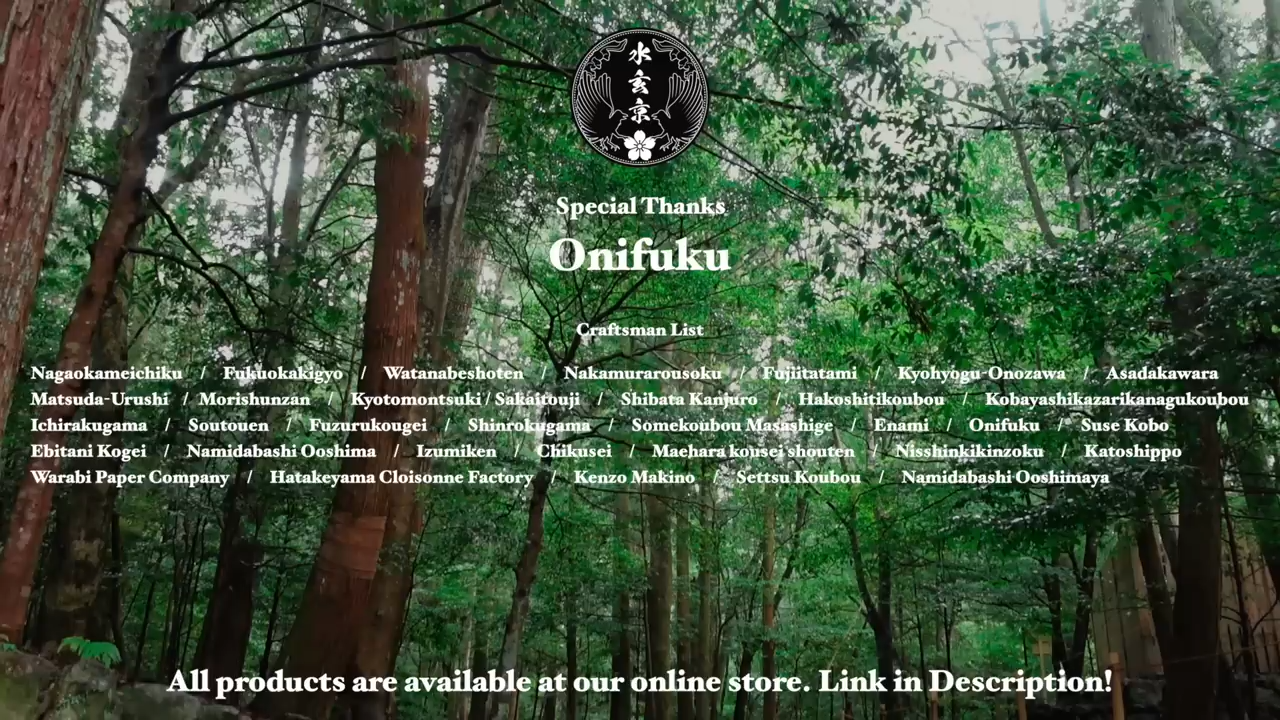 水玄京
Special Thanks
Onifuku
Craftsman List
Nagaokameichiku / Fukuokakigyo / Watanabeshoten / Nakamurarousoku / Fujiitatami / Kyohyogu-Onozawa / Asadakawara
Matsuda-Urushi / Morishunzan / Kyotomontsuki / Sakaitouji / Shibata Kanjuro / Hakoshitikoubou / Kobayashikazarikanagukoubou
Ichirakugama / Soutouen / Fuzurukougei / Shinrokugama / Somekoubou Masashige / Enami / Onifuku / Suse Kobo
Ebitani Kogei / Namidabashi Ooshima / Izumiken / Chikusei / Maehara kousei shouten / Nisshinkikinzoku / Katoshippo
Warabi Paper Company / Hatakeyama Cloisonne Factory / Kenzo Makino / Settsu Koubou / Namidabashi Ooshimaya
All products are available at our online store. Link in Description!